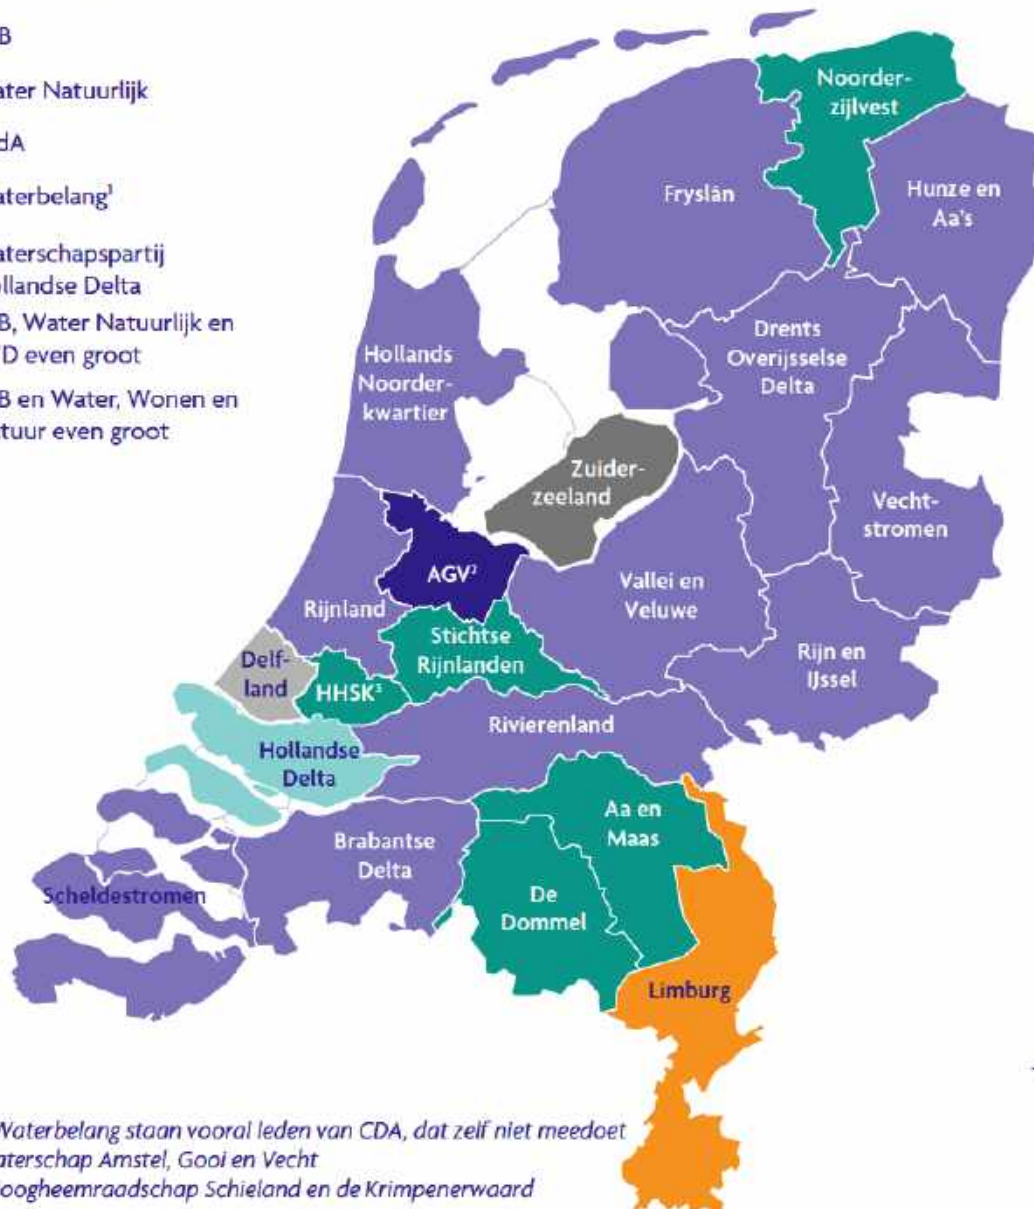 B
ater Natuurlijk
dA
aterbelang¹
aterschapspartij
llandse Delta
B, Water Natuurlijk en
D even groot
B en Water, Wonen en
tuur even groot
Noorder-
zijlvest
Fryslân
Hunze en
Aa's
Drents
Overijsselse
Delta
Hollands
Noorder-
kwartier
Zuider-
zeeland
Vecht-
stromen
AGV²
Vallei en
Veluwe
Rijnland
Stichtse
Rijnlanden
Delf-
land
HHSK³
Rijn en
IJssel
Rivierenland
Hollandse
Delta
Aa en
Maas
Brabantse
Delta
De
Dommel
Scheldestromen
Limburg
Waterbelang staan vooral leden van CDA, dat zelf niet meedoet
aterschap Amstel, Gooi en Vecht
oogheemraadschap Schieland en de Krimpenerwaard